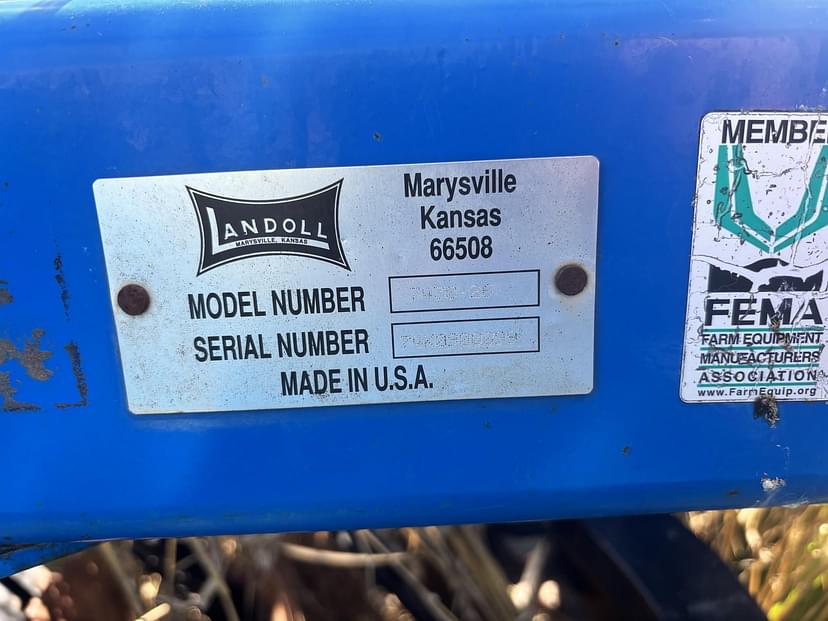 LANDOLL
MARYSVILLE, KANSAS
Marysville
Kansas
66508
MODEL NUMBER
SERIAL NUMBER
MADE IN U.S.A.
MEMBE
FEMA
FARM EQUIPMENT
MANUFACTURERS
ASSOCIATION
www.FarmEquip.org